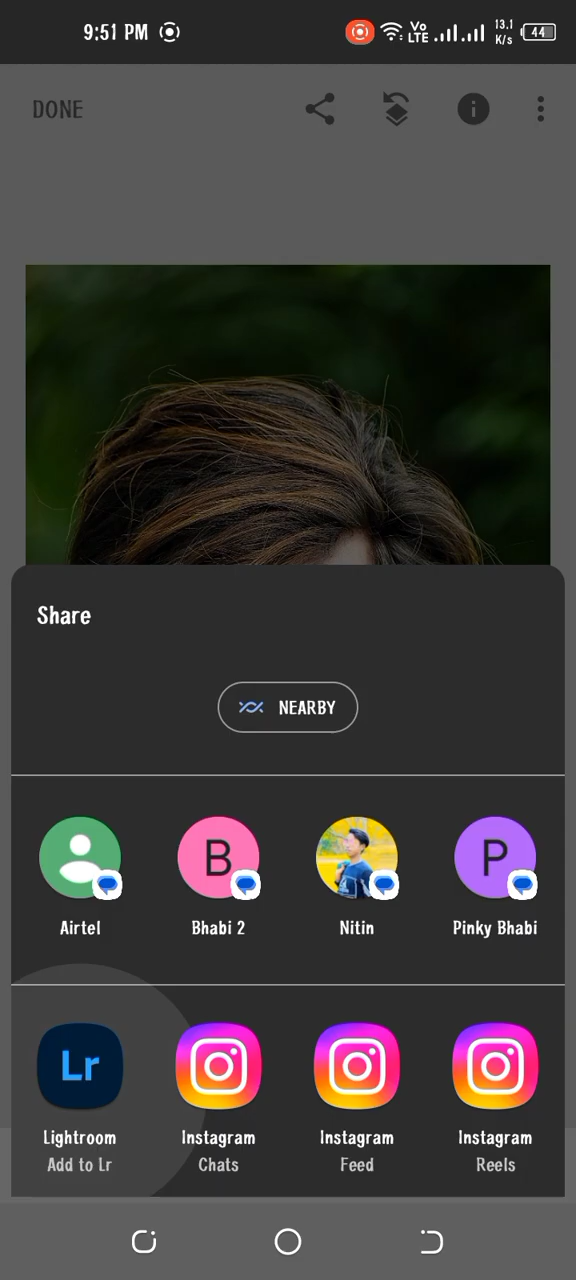 9:51 PM
Vo
LTE
13.1
K/s
44
DONE
Share
NEARBY
B
P
Airtel
Bhabi 2
Nitin
Pinky Bhabi
Lr
Lightroom
Instagram
Instagram
Instagram
Add to Lr
Chats
Feed
Reels